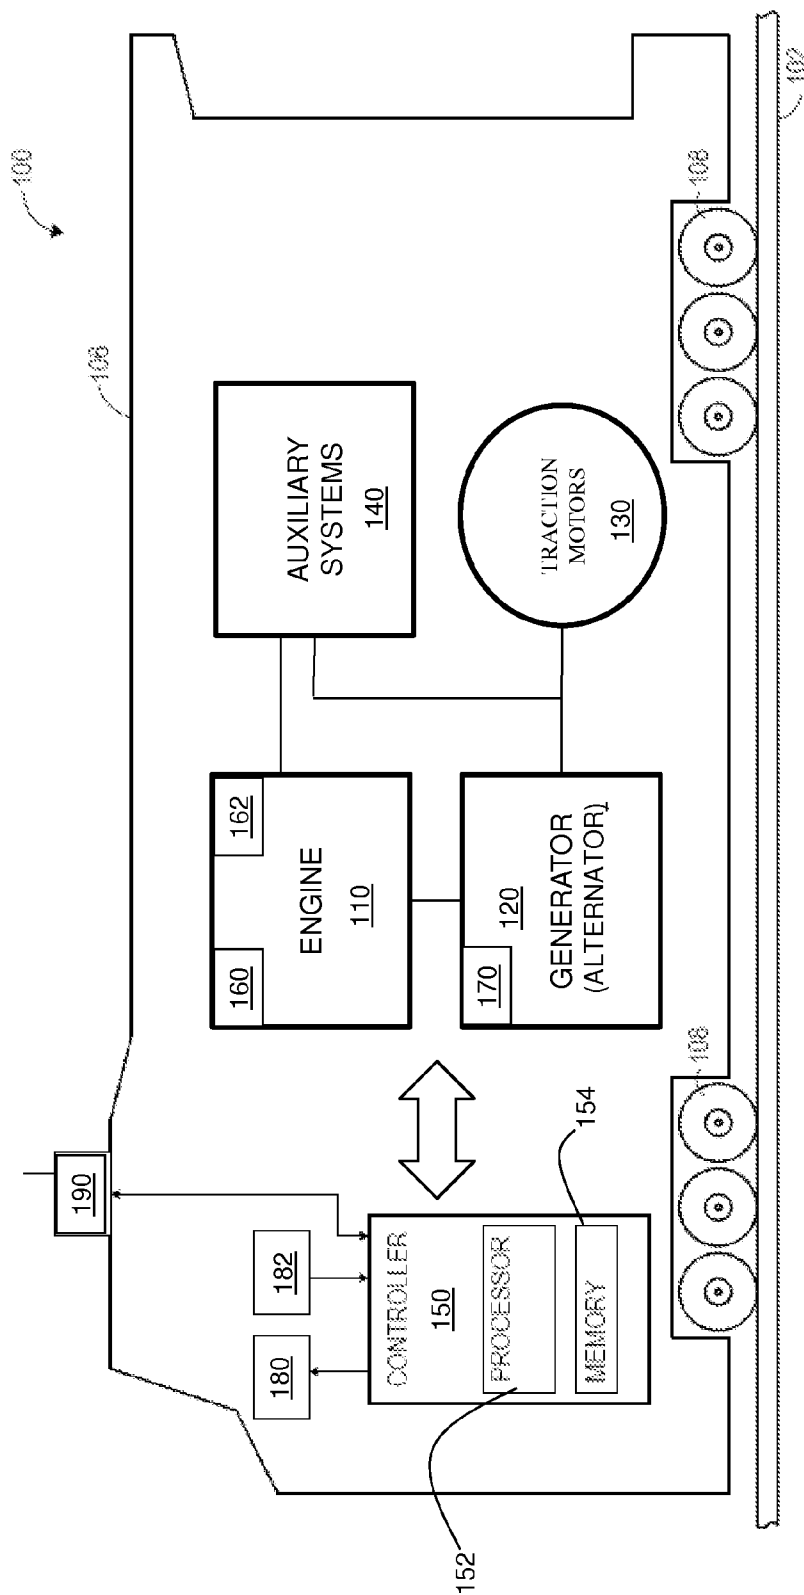 100
190
106
180
182
160
162
ENGINE
110
AUXILIARY
SYSTEMS
140
CONTROLLER
150
PROCESSOR
MEMORY
152
154
170
120
GENERATOR
(ALTERNATOR)
TRACTION
MOTORS
130
108
108
102